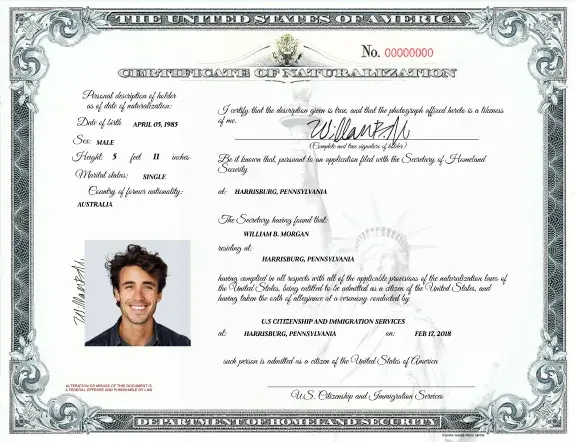 THE UNITED STATES OF AMERICA
No. 00000000
CERTIFICATE OF NATURALIZATION
Personal description of holder
as of date of naturalization:
Date of birth APRIL 05, 1985
Sex: MALE
Height: 5 feet 11 inches
Marital status: SINGLE
Country of former nationality:
AUSTRALIA
ALTERATION OR MISUSE OF THIS DOCUMENT IS
A FEDERAL OFFENSE AND PUNISHABLE BY LAW
I certify that the description given is true, and that the photograph affixed hereto is a likeness
of me.
(Complete and true signature of holder)
Be it known that, pursuant to an application filed with the Secretary of Homeland
Security.
at: HARRISBURG, PENNSYLVANIA
The Secretary having found that:
WILLIAM B. MORGAN
residing at:
HARRISBURG, PENNSYLVANIA
having complied in all respects with all of the applicable provisions of the naturalization laws of
the United States, being entitled to be admitted as a citizen of the United States, and
having taken the oath of allegiance at a ceremony conducted by
U.S CITIZENSHIP AND IMMIGRATION SERVICES
at: HARRISBURG, PENNSYLVANIA on: FEB 17, 2018
such person is admitted as a citizen of the United States of America
U.S. Citizenship and Immigration Services
DEPARTMENT OF HOMELAND SECURITY